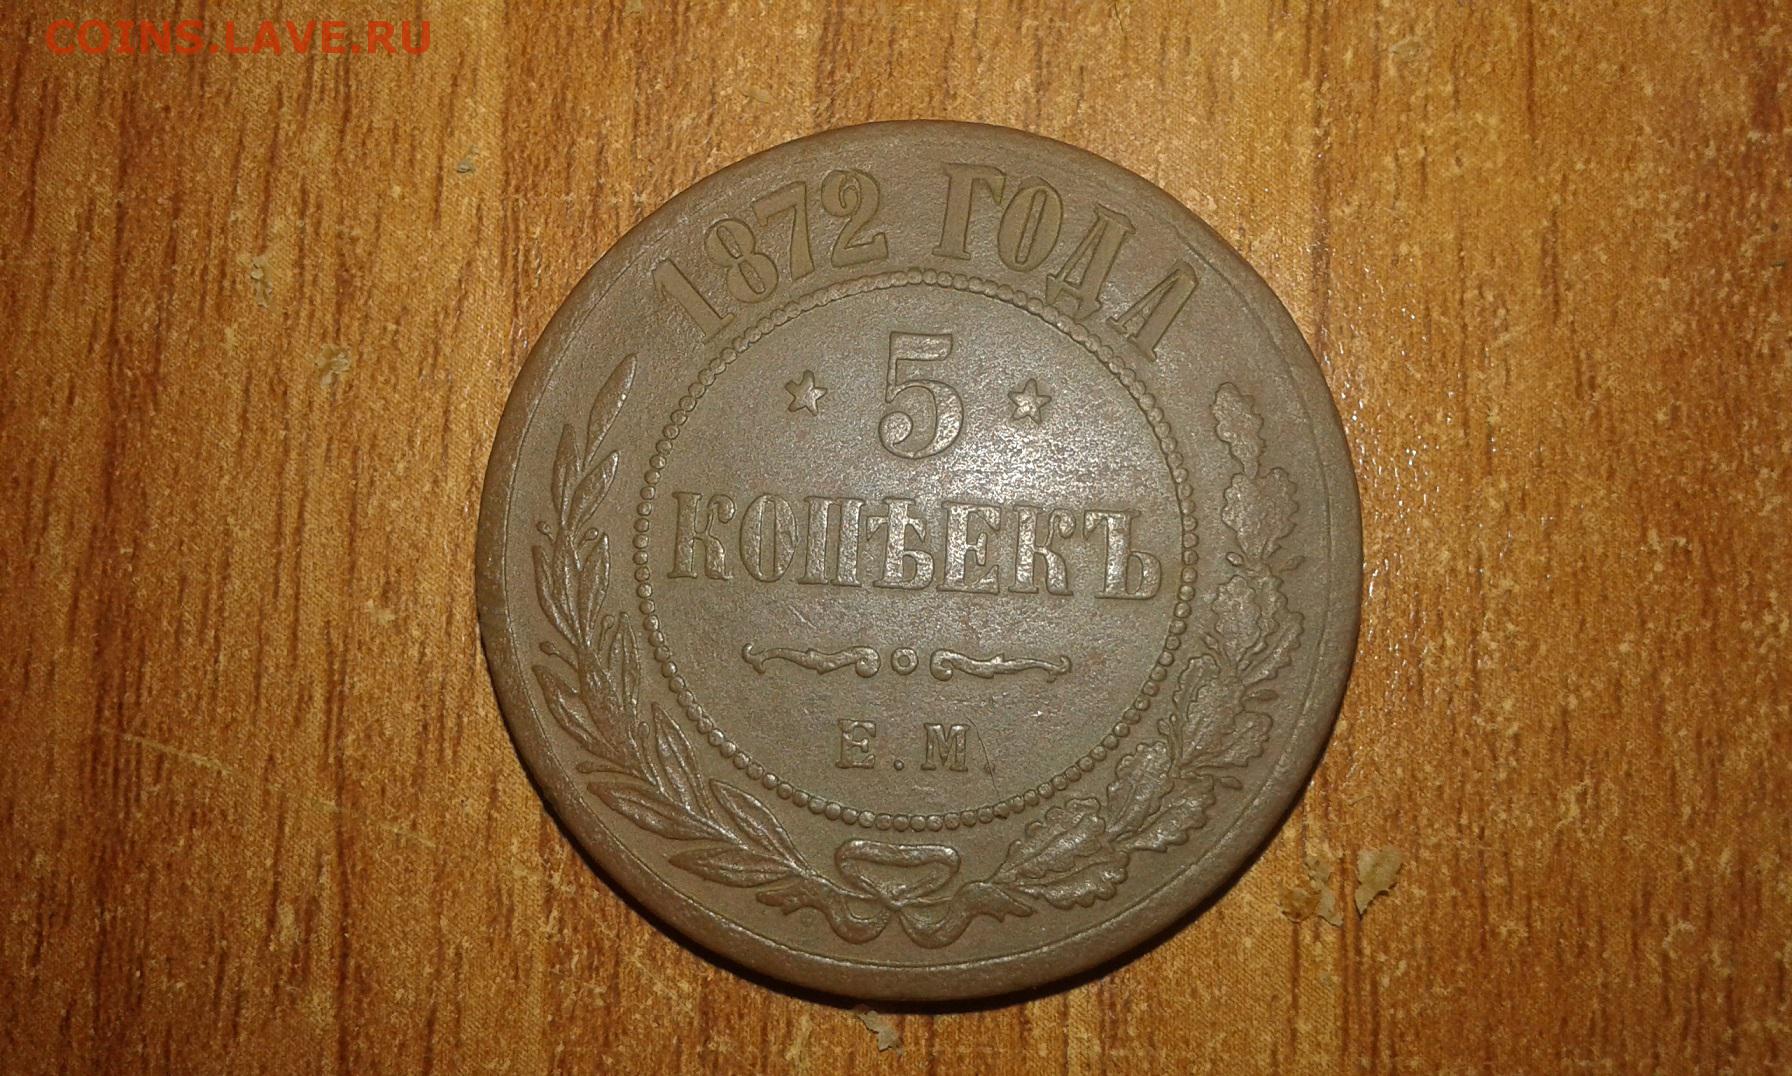 COINS.LAVE.RU
1872 ГОДА
5
КОПѢЕКЪ
Е.М